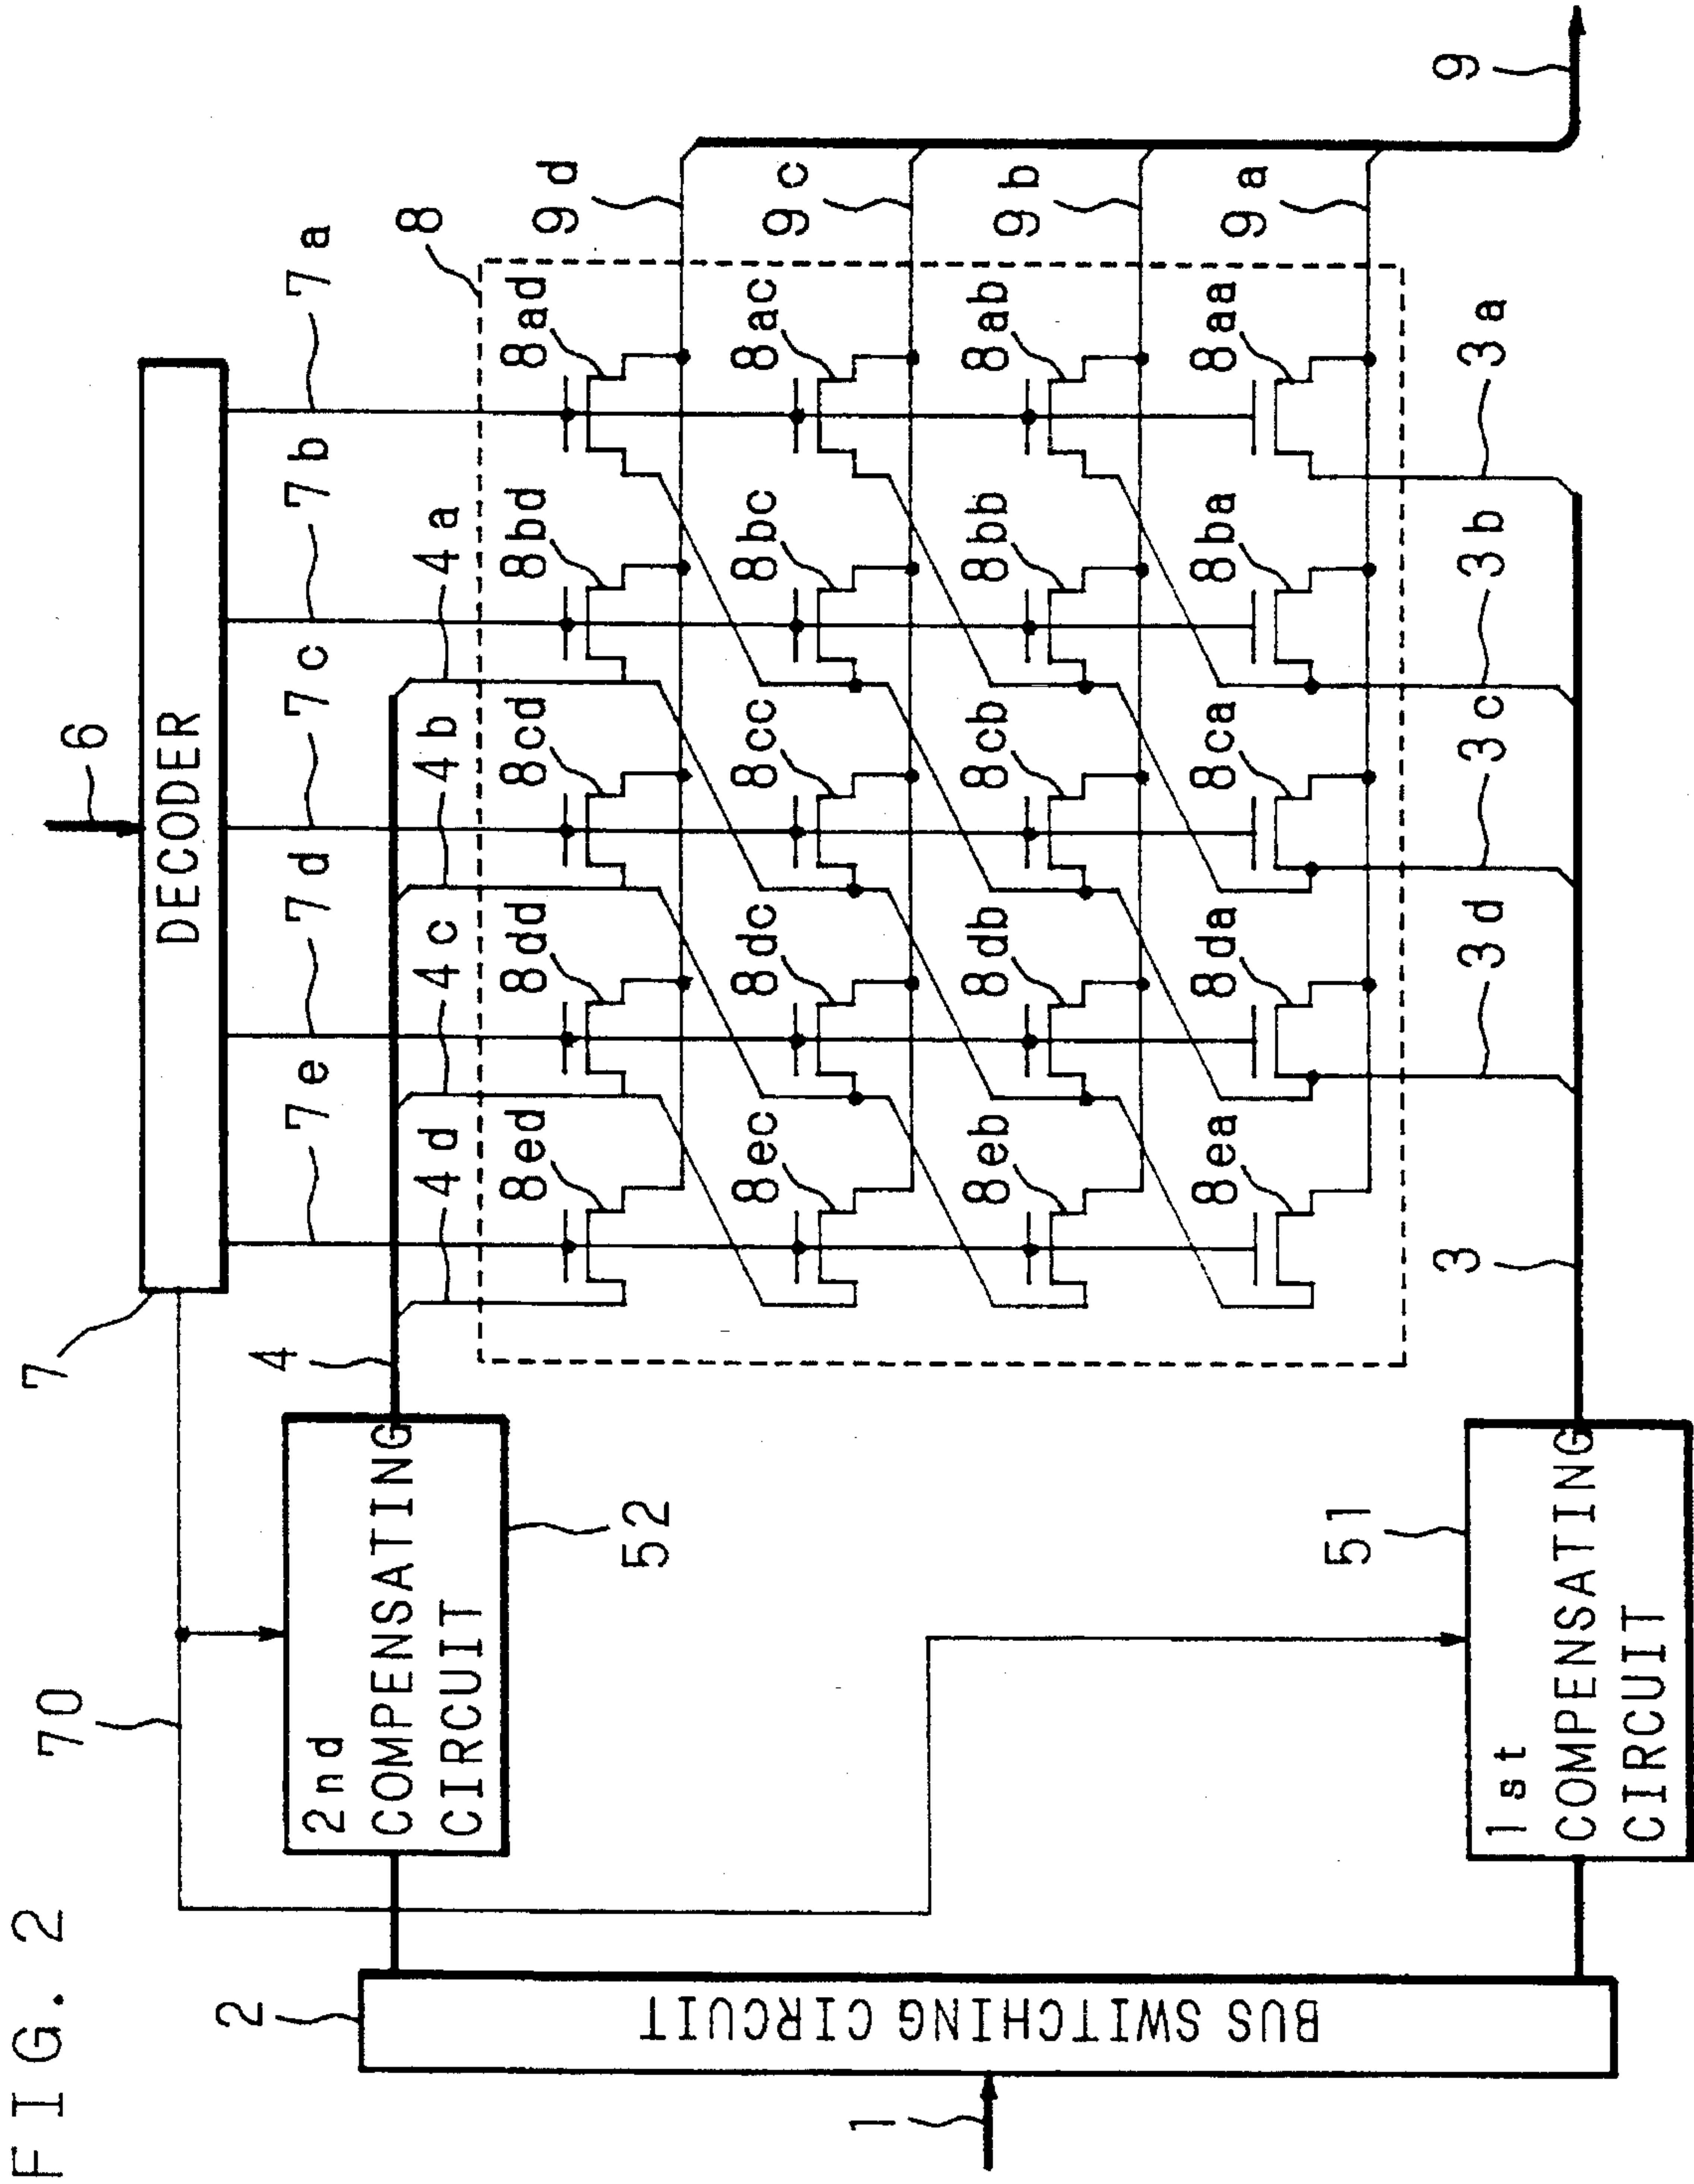 FIG. 2
1
2
BUS SWITCHING CIRCUIT
70
2nd
COMPENSATING
CIRCUIT
52
1st
COMPENSATING
CIRCUIT
51
7
6
DECODER
4
3
7e
7d
7c
7b
7a
4d
4c
4b
4a
8
8ed
8dd
8cd
8bd
8ad
9d
8ec
8dc
8cc
8bc
8ac
9c
8eb
8db
8cb
8bb
8ab
9b
8ea
8da
8ca
8ba
8aa
9a
3d
3c
3b
3a
9